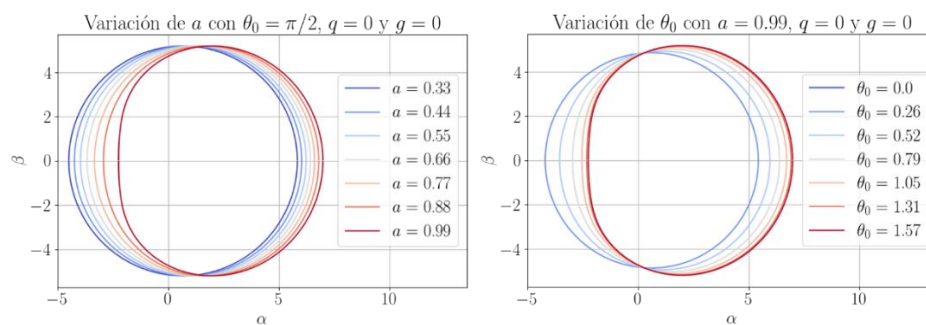 Variación de a con θ₀ = π/2, q = 0 y g = 0
β
4
2
0
−2
−4
−5
0
5
10
α
a = 0.33
a = 0.44
a = 0.55
a = 0.66
a = 0.77
a = 0.88
a = 0.99
Variación de θ₀ con a = 0.99, q = 0 y g = 0
β
4
2
0
−2
−4
−5
0
5
10
α
θ₀ = 0.0
θ₀ = 0.26
θ₀ = 0.52
θ₀ = 0.79
θ₀ = 1.05
θ₀ = 1.31
θ₀ = 1.57